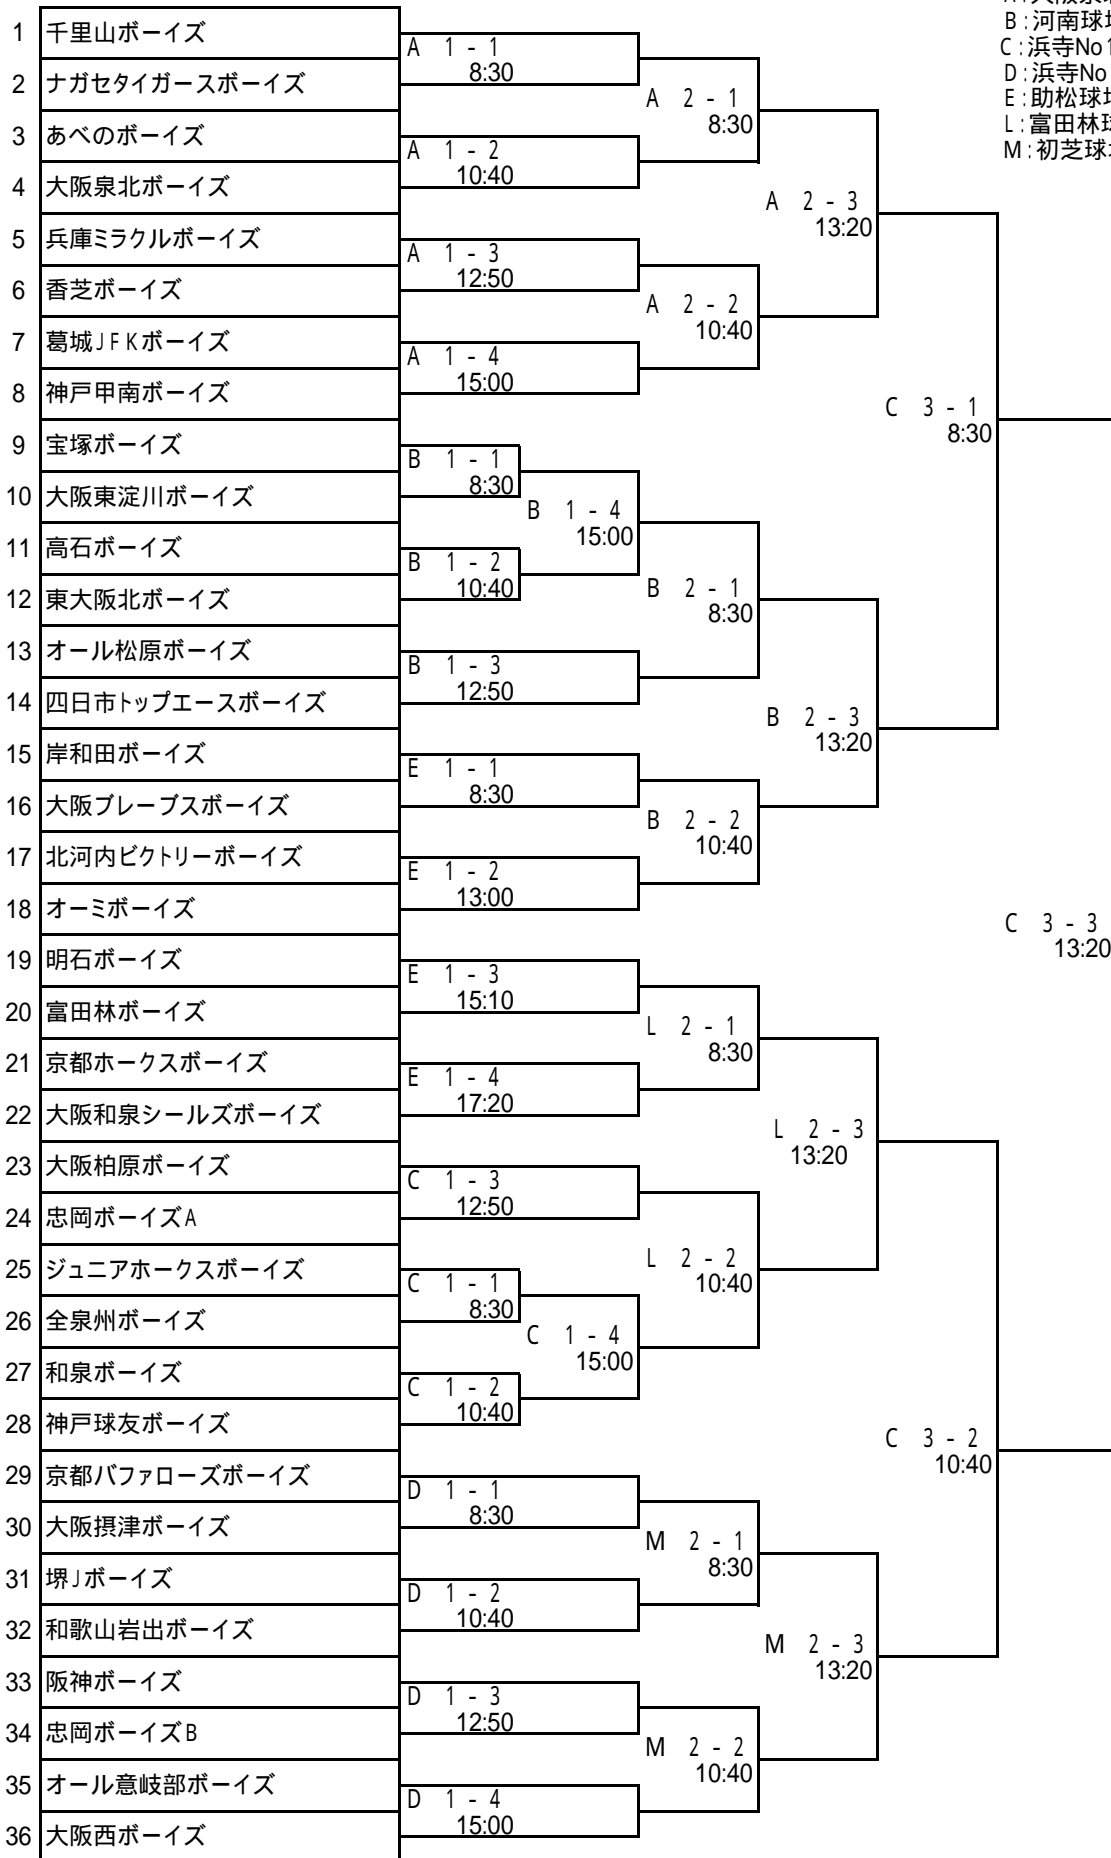 B:河南球
C:浜寺No1
D:浜寺No
E:助松球
L:富田林
M:初芝球
1 千里山ボーイズ
2 ナガセタイガースボーイズ
A 1 - 1
8:30
A 2 - 1
8:30
3 あべのボーイズ
4 大阪泉北ボーイズ
A 1 - 2
10:40
A 2 - 3
13:20
5 兵庫ミラクルボーイズ
6 香芝ボーイズ
A 1 - 3
12:50
A 2 - 2
10:40
7 葛城JFKボーイズ
8 神戸甲南ボーイズ
A 1 - 4
15:00
C 3 - 1
8:30
9 宝塚ボーイズ
10 大阪東淀川ボーイズ
B 1 - 1
8:30
B 1 - 4
15:00
11 高石ボーイズ
12 東大阪北ボーイズ
B 1 - 2
10:40
B 2 - 1
8:30
13 オール松原ボーイズ
14 四日市トップエースボーイズ
B 1 - 3
12:50
B 2 - 3
13:20
15 岸和田ボーイズ
16 大阪ブレーブスボーイズ
E 1 - 1
8:30
B 2 - 2
10:40
17 北河内ビクトリーボーイズ
18 オーミボーイズ
E 1 - 2
13:00
C 3 - 3
13:20
19 明石ボーイズ
20 富田林ボーイズ
E 1 - 3
15:10
L 2 - 1
8:30
21 京都ホークスボーイズ
22 大阪和泉シールズボーイズ
E 1 - 4
17:20
L 2 - 3
13:20
23 大阪柏原ボーイズ
24 忠岡ボーイズA
C 1 - 3
12:50
L 2 - 2
10:40
25 ジュニアホークスボーイズ
26 全泉州ボーイズ
C 1 - 1
8:30
C 1 - 4
15:00
27 和泉ボーイズ
28 神戸球友ボーイズ
C 1 - 2
10:40
C 3 - 2
10:40
29 京都バファローズボーイズ
30 大阪摂津ボーイズ
D 1 - 1
8:30
M 2 - 1
8:30
31 堺Jボーイズ
32 和歌山岩出ボーイズ
D 1 - 2
10:40
M 2 - 3
13:20
33 阪神ボーイズ
34 忠岡ボーイズB
D 1 - 3
12:50
M 2 - 2
10:40
35 オール意岐部ボーイズ
36 大阪西ボーイズ
D 1 - 4
15:00